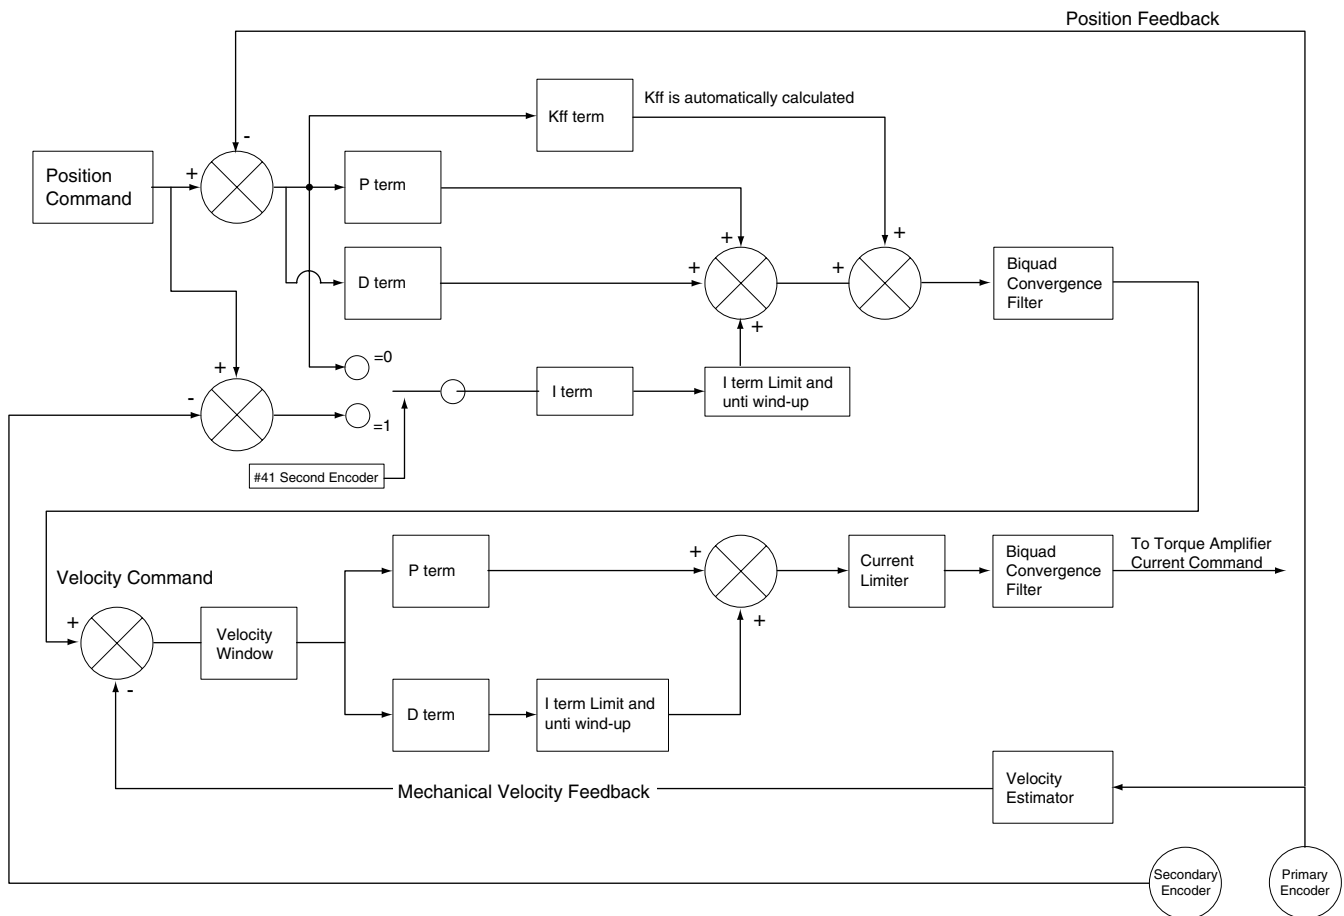 Position Feedback
Kff term
Kff is automatically calculated
-
Position
Command
+
P term
+
+
D term
+
+
Biquad
Convergence
Filter
+
=0
+
-
=1
I term
I term Limit and
unti wind-up
#41 Second Encoder
Velocity Command
+
-
Velocity
Window
P term
+
+
Current
Limiter
Biquad
Convergence
Filter
To Torque Amplifier
Current Command
D term
I term Limit and
unti wind-up
Mechanical Velocity Feedback
Velocity
Estimator
Secondary
Encoder
Primary
Encoder